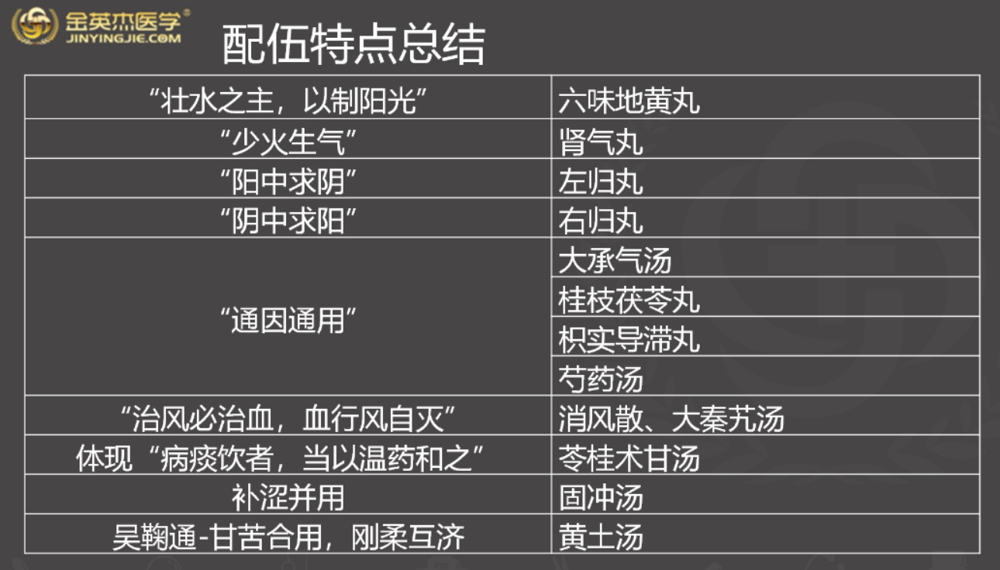 金英杰医学®
JINYINGJIE.COM
配伍特点总结
“壮水之主，以制阳光”
六味地黄丸
“少火生气”
肾气丸
“阳中求阴”
左归丸
“阴中求阳”
右归丸
“通因通用”
大承气汤
桂枝茯苓丸
枳实导滞丸
芍药汤
“治风必治血，血行风自灭”
消风散、大秦艽汤
体现“病痰饮者，当以温药和之”
苓桂术甘汤
补涩并用
固冲汤
吴鞠通-甘苦合用，刚柔互济
黄土汤